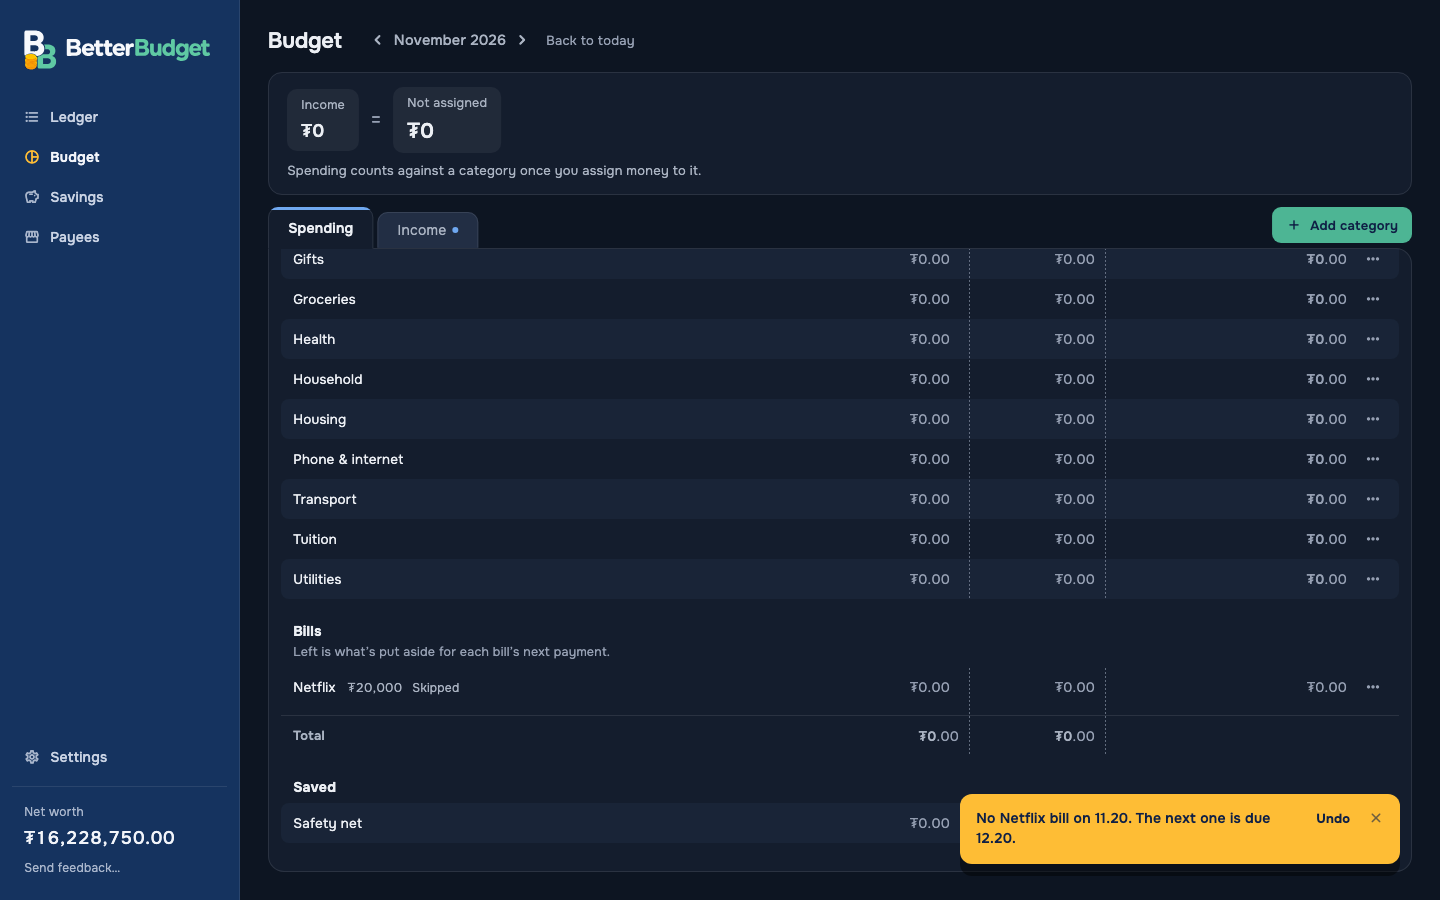 BetterBudget
Ledger
Budget
Savings
Payees
Settings
Net worth
₮16,228,750.00
Send feedback...
Budget
November 2026
Back to today
Income
₮0
=
Not assigned
₮0
Spending counts against a category once you assign money to it.
Spending
Income
+ Add category
Gifts ₮0.00 ₮0.00 ₮0.00
Groceries ₮0.00 ₮0.00 ₮0.00
Health ₮0.00 ₮0.00 ₮0.00
Household ₮0.00 ₮0.00 ₮0.00
Housing ₮0.00 ₮0.00 ₮0.00
Phone & internet ₮0.00 ₮0.00 ₮0.00
Transport ₮0.00 ₮0.00 ₮0.00
Tuition ₮0.00 ₮0.00 ₮0.00
Utilities ₮0.00 ₮0.00 ₮0.00
Bills
Left is what's put aside for each bill's next payment.
Netflix ₮20,000 Skipped ₮0.00 ₮0.00 ₮0.00
Total ₮0.00 ₮0.00
Saved
Safety net ₮0.00
No Netflix bill on 11.20. The next one is due
12.20.
Undo